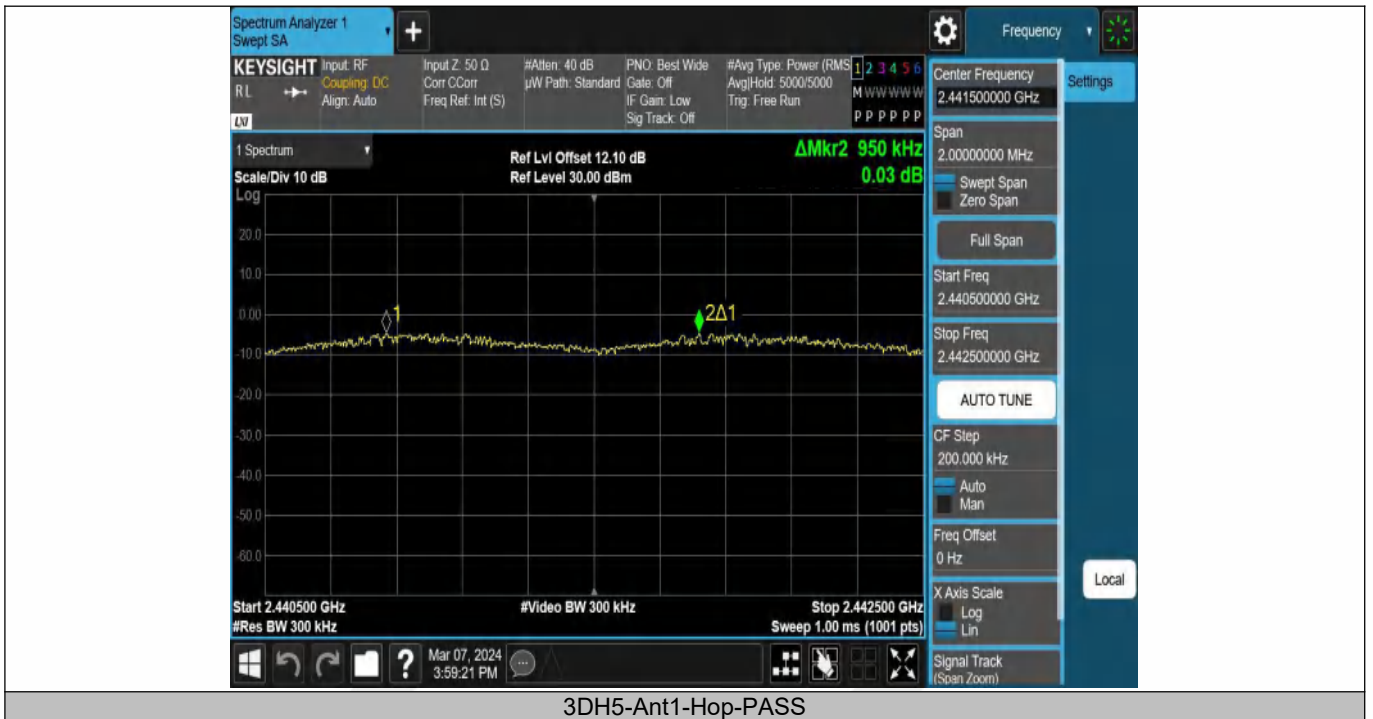 Spectrum Analyzer 1
Swept SA
+
Frequency
KEYSIGHT
RL
LXI
Input: RF
Coupling: DC
Align: Auto
Input Z: 50 Ω
Corr CCorr
Freq Ref: Int (S)
#Atten: 40 dB
µW Path: Standard
PNO: Best Wide
Gate: Off
IF Gain: Low
Sig Track: Off
#Avg Type: Power (RMS
Avg|Hold: 5000/5000
Trig: Free Run
1 2 3 4 5 6
M W W W W W
P P P P P P
1 Spectrum
Scale/Div 10 dB
Log
Ref Lvl Offset 12.10 dB
Ref Level 30.00 dBm
ΔMkr2 950 kHz
0.03 dB
20.0
10.0
0.00
-10.0
-20.0
-30.0
-40.0
-50.0
-60.0
1
2Δ1
Start 2.440500 GHz
#Res BW 300 kHz
#Video BW 300 kHz
Stop 2.442500 GHz
Sweep 1.00 ms (1001 pts)
?
Mar 07, 2024
3:59:21 PM
Center Frequency
2.441500000 GHz
Settings
Span
2.00000000 MHz
Swept Span
Zero Span
Full Span
Start Freq
2.440500000 GHz
Stop Freq
2.442500000 GHz
AUTO TUNE
CF Step
200.000 kHz
Auto
Man
Freq Offset
0 Hz
X Axis Scale
Log
Lin
Local
Signal Track
(Span Zoom)
3DH5-Ant1-Hop-PASS